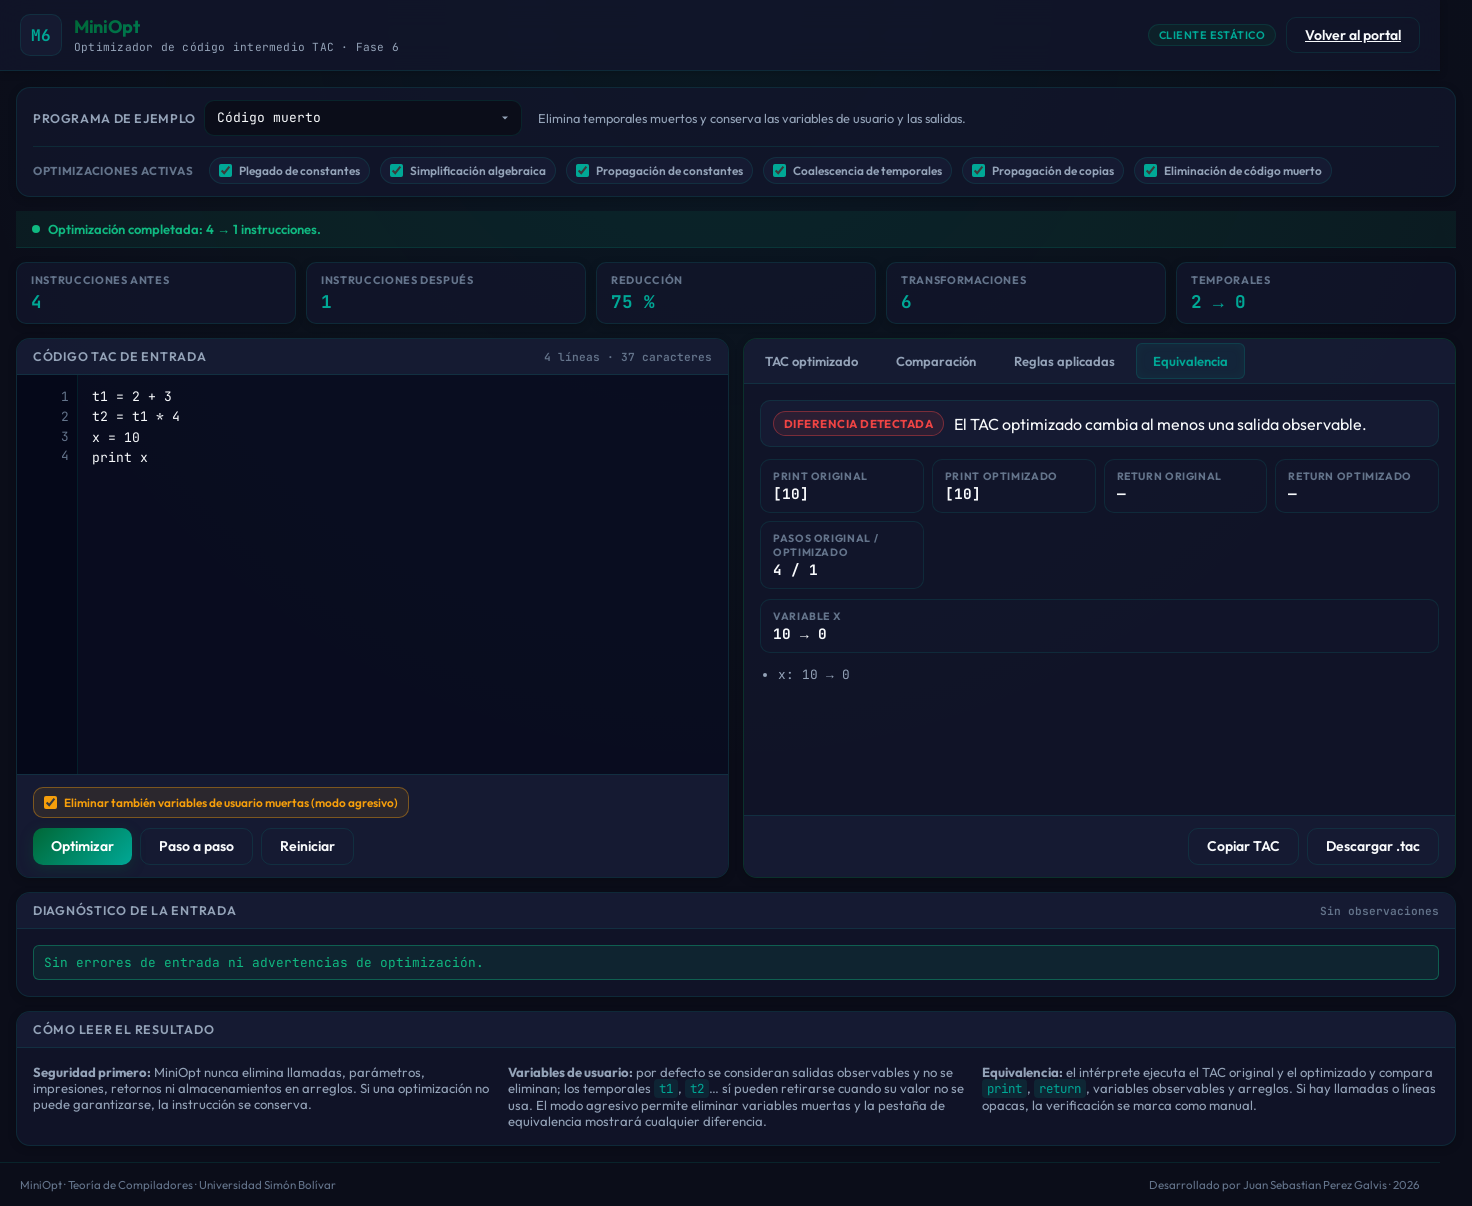 M6
MiniOpt
Optimizador de código intermedio TAC · Fase 6
CLIENTE ESTÁTICO
Volver al portal
PROGRAMA DE EJEMPLO
Código muerto
Elimina temporales muertos y conserva las variables de usuario y las salidas.
OPTIMIZACIONES ACTIVAS
Plegado de constantes
Simplificación algebraica
Propagación de constantes
Coalescencia de temporales
Propagación de copias
Eliminación de código muerto
Optimización completada: 4 → 1 instrucciones.
INSTRUCCIONES ANTES
4
INSTRUCCIONES DESPUÉS
1
REDUCCIÓN
75 %
TRANSFORMACIONES
6
TEMPORALES
2 → 0
CÓDIGO TAC DE ENTRADA
4 líneas · 37 caracteres
1 t1 = 2 + 3
2 t2 = t1 * 4
3 x = 10
4 print x
Eliminar también variables de usuario muertas (modo agresivo)
Optimizar
Paso a paso
Reiniciar
TAC optimizado
Comparación
Reglas aplicadas
Equivalencia
DIFERENCIA DETECTADA
El TAC optimizado cambia al menos una salida observable.
PRINT ORIGINAL
[10]
PRINT OPTIMIZADO
[10]
RETURN ORIGINAL
—
RETURN OPTIMIZADO
—
PASOS ORIGINAL /
OPTIMIZADO
4 / 1
VARIABLE X
10 → 0
• x: 10 → 0
Copiar TAC
Descargar .tac
DIAGNÓSTICO DE LA ENTRADA
Sin observaciones
Sin errores de entrada ni advertencias de optimización.
CÓMO LEER EL RESULTADO
Seguridad primero: MiniOpt nunca elimina llamadas, parámetros,
impresiones, retornos ni almacenamientos en arreglos. Si una optimización no
puede garantizarse, la instrucción se conserva.
Variables de usuario: por defecto se consideran salidas observables y no se
eliminan; los temporales t1, t2… sí pueden retirarse cuando su valor no se
usa. El modo agresivo permite eliminar variables muertas y la pestaña de
equivalencia mostrará cualquier diferencia.
Equivalencia: el intérprete ejecuta el TAC original y el optimizado y compara
print, return, variables observables y arreglos. Si hay llamadas o líneas
opacas, la verificación se marca como manual.
MiniOpt · Teoría de Compiladores · Universidad Simón Bolívar
Desarrollado por Juan Sebastian Perez Galvis · 2026